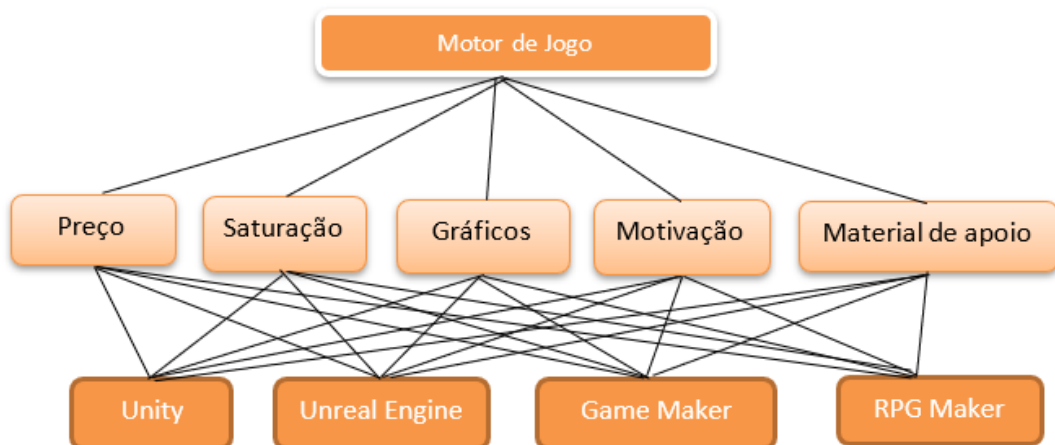 Motor de Jogo
Preço
Saturação
Gráficos
Motivação
Material de apoio
Unity
Unreal Engine
Game Maker
RPG Maker